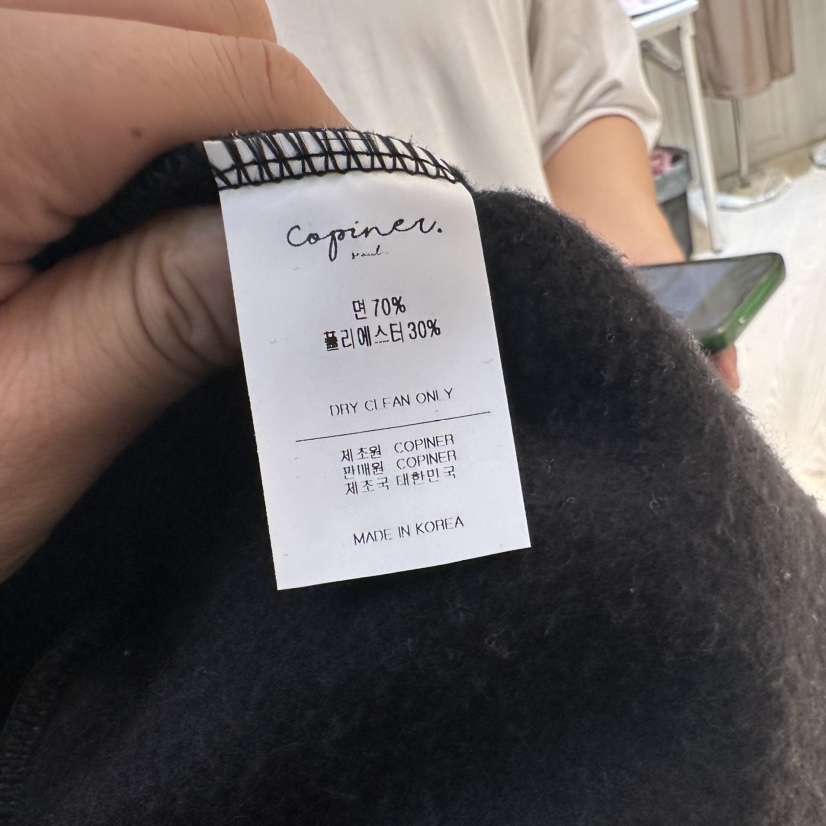 Copiner.
면 70%
폴리에스터 30%
DRY CLEAN ONLY
제조원 COPINER
판매원 COPINER
제조국 대한민국
MADE IN KOREA